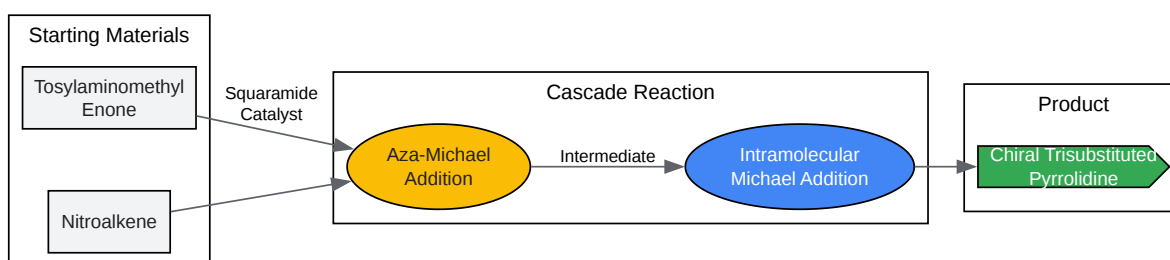 Starting Materials
Tosylaminomethyl
Enone
Nitroalkene
Squaramide
Catalyst
Cascade Reaction
Aza-Michael
Addition
Intermediate
Intramolecular
Michael Addition
Product
Chiral Trisubstituted
Pyrrolidine